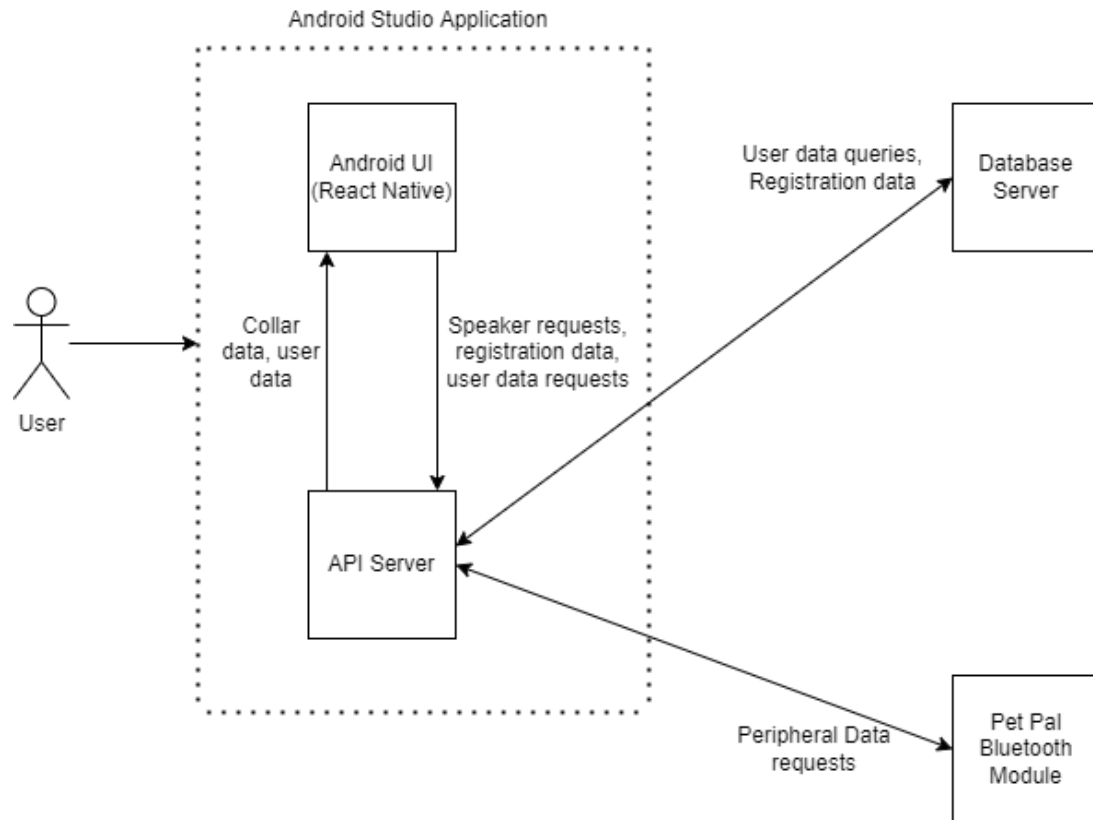 Android Studio Application
Android UI
(React Native)
User data queries,
Registration data
Database
Server
Collar
data, user
data
Speaker requests,
registration data,
user data requests
User
API Server
Peripheral Data
requests
Pet Pal
Bluetooth
Module